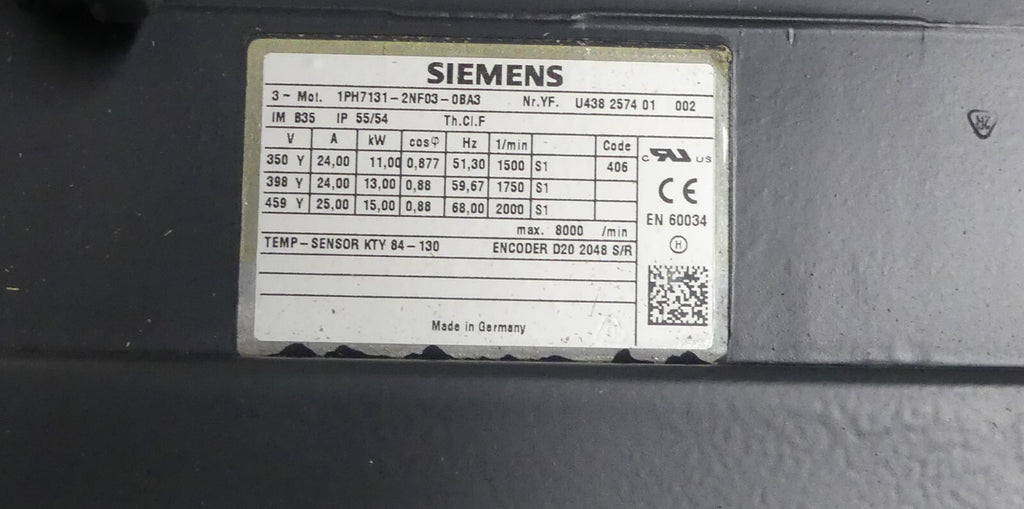 SIEMENS
3 ~ Mot. 1PH7131-2NF03-0BA3 Nr.YF. U438 2574 01 002
IM B35 IP 55/54 Th.Cl.F
V A kW cosφ Hz 1/min Code
350 Y 24,00 11,00 0,877 51,30 1500 S1 406
398 Y 24,00 13,00 0,88 59,67 1750 S1
459 Y 25,00 15,00 0,88 68,00 2000 S1
max. 8000 /min
TEMP-SENSOR KTY 84-130 ENCODER D20 2048 S/R
Made in Germany
c RU US
CE
EN 60034
H